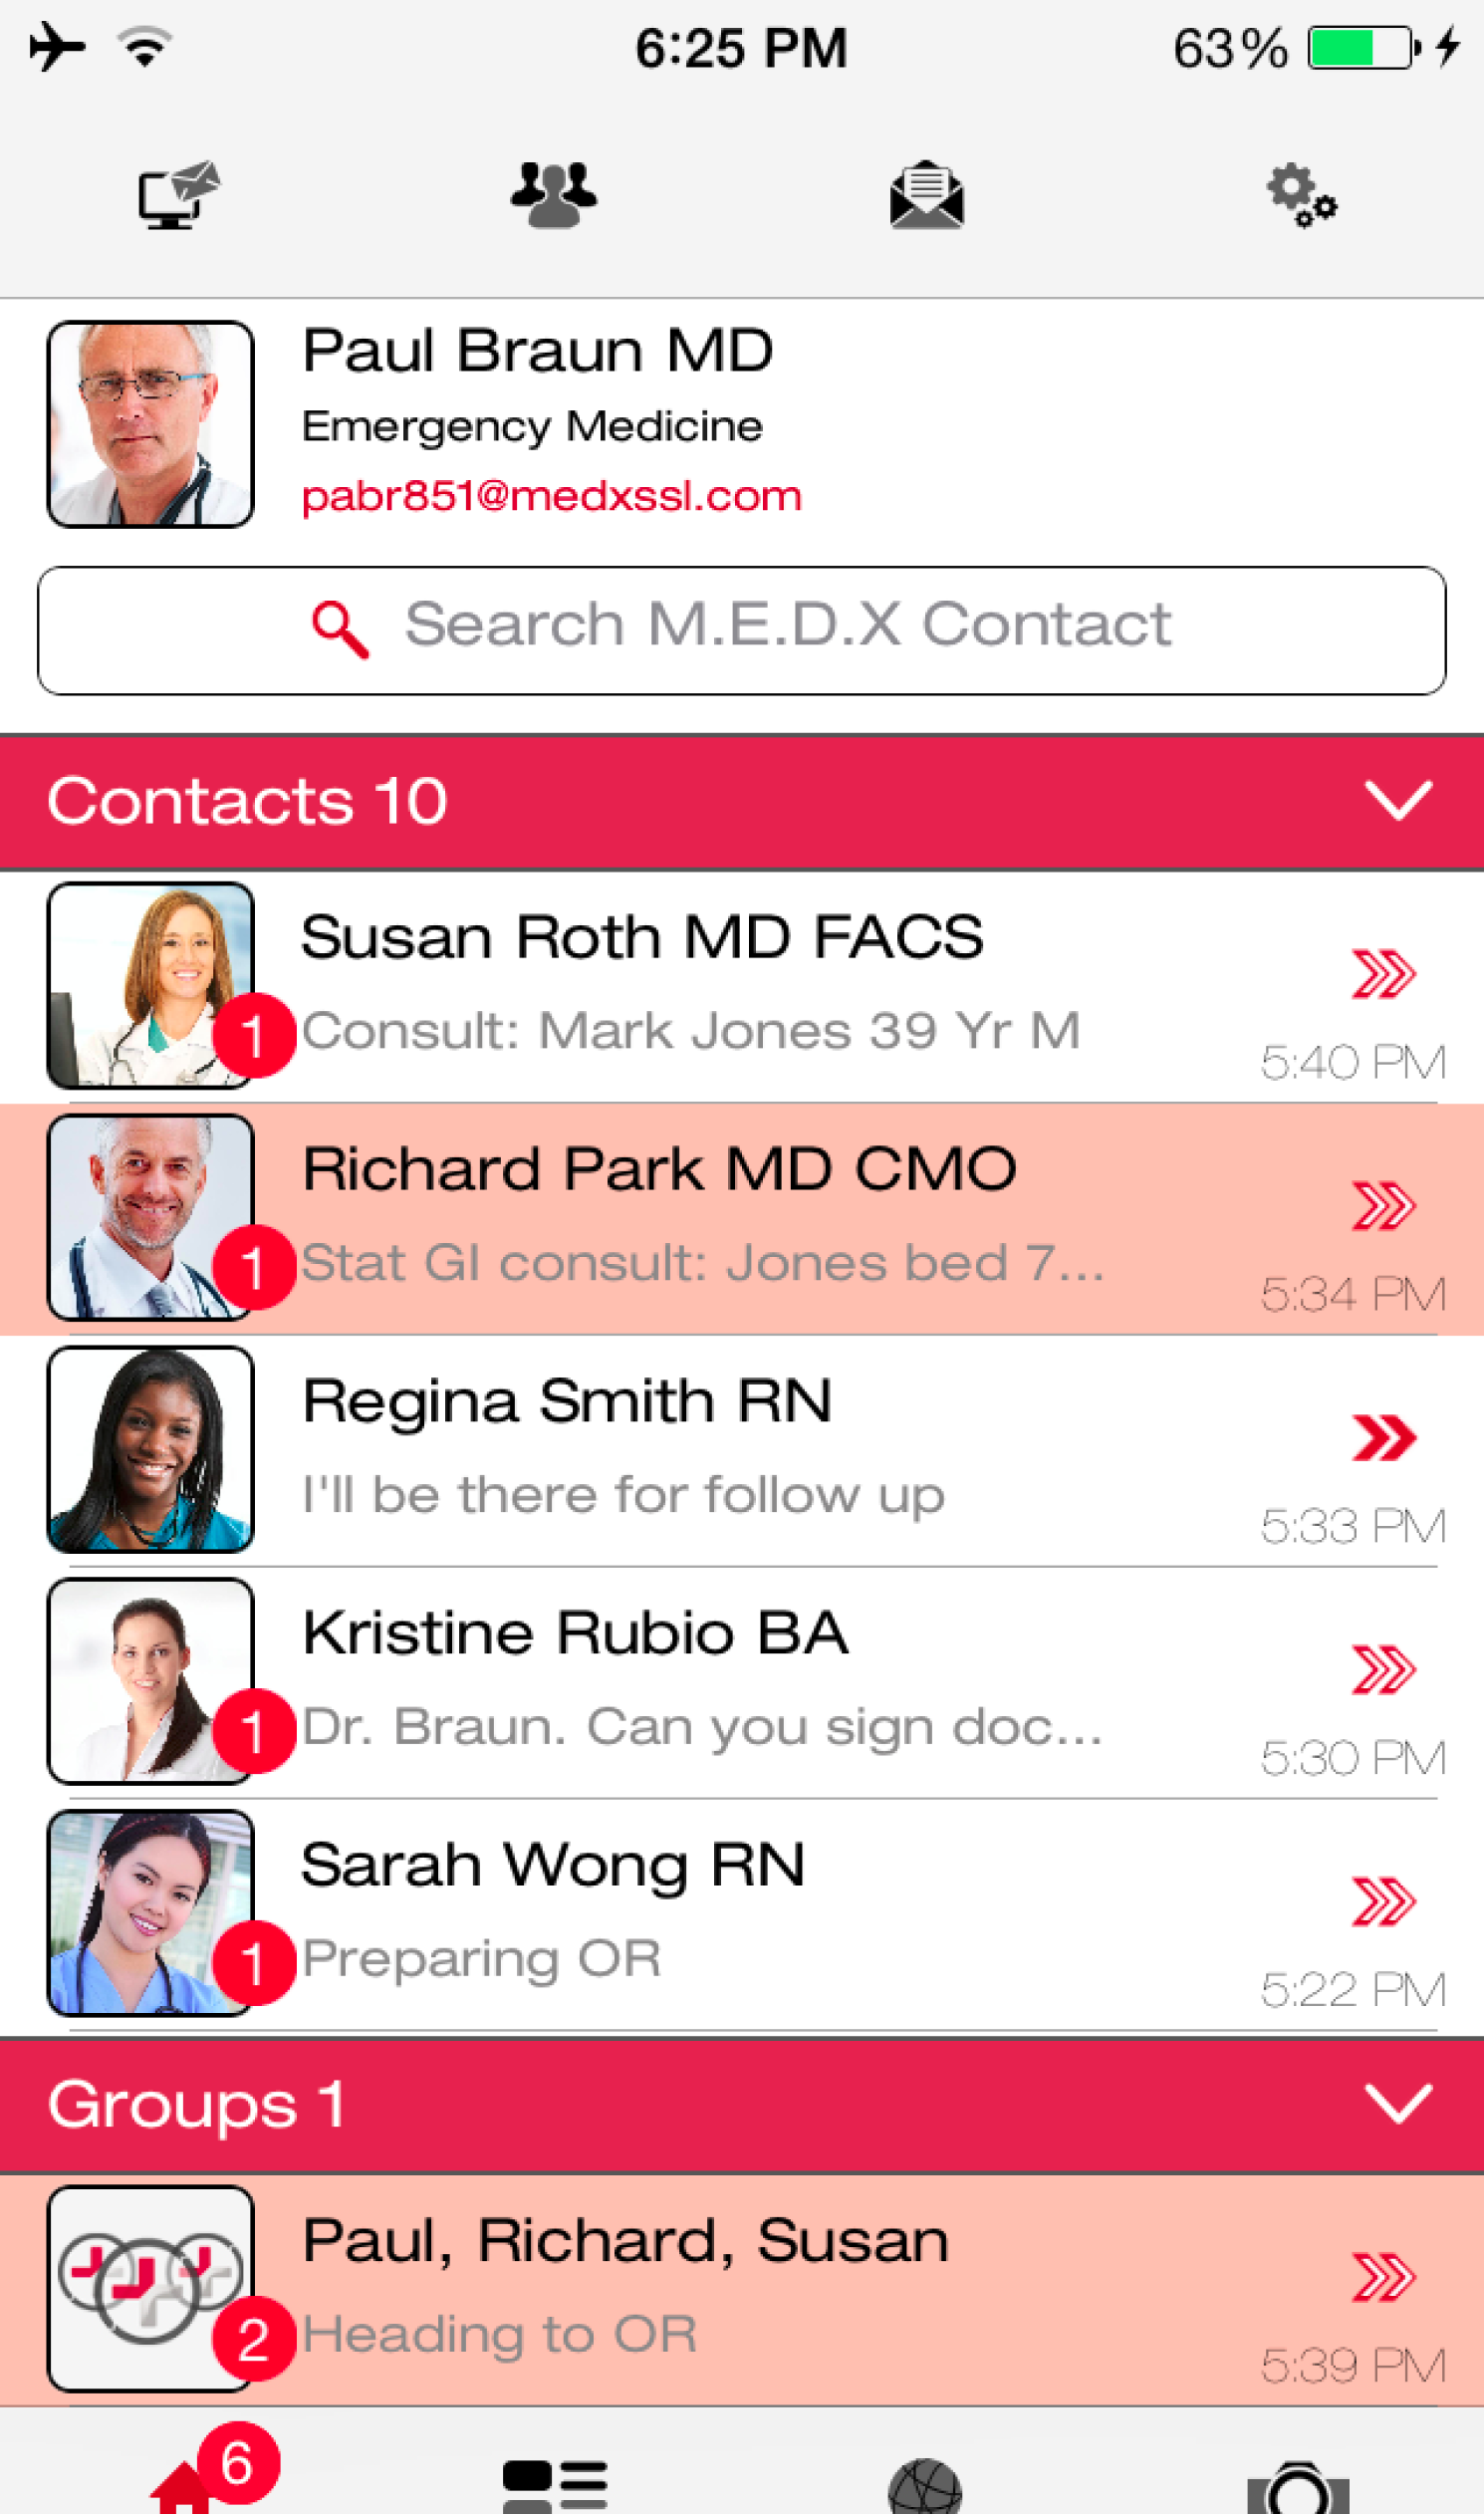 6:25 PM
63%
Paul Braun MD
Emergency Medicine
pabr851@medxssl.com
Search M.E.D.X Contact
Contacts 10
Susan Roth MD FACS
1
Consult: Mark Jones 39 Yr M
5:40 PM
Richard Park MD CMO
1
Stat GI consult: Jones bed 7...
5:34 PM
Regina Smith RN
I'll be there for follow up
5:33 PM
Kristine Rubio BA
1
Dr. Braun. Can you sign doc...
5:30 PM
Sarah Wong RN
1
Preparing OR
5:22 PM
Groups 1
Paul, Richard, Susan
2
Heading to OR
5:39 PM
6